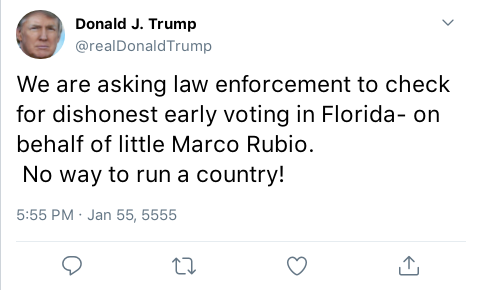 Donald J. Trump
@realDonaldTrump
We are asking law enforcement to check
for dishonest early voting in Florida- on
behalf of little Marco Rubio.
No way to run a country!
5:55 PM · Jan 55, 5555